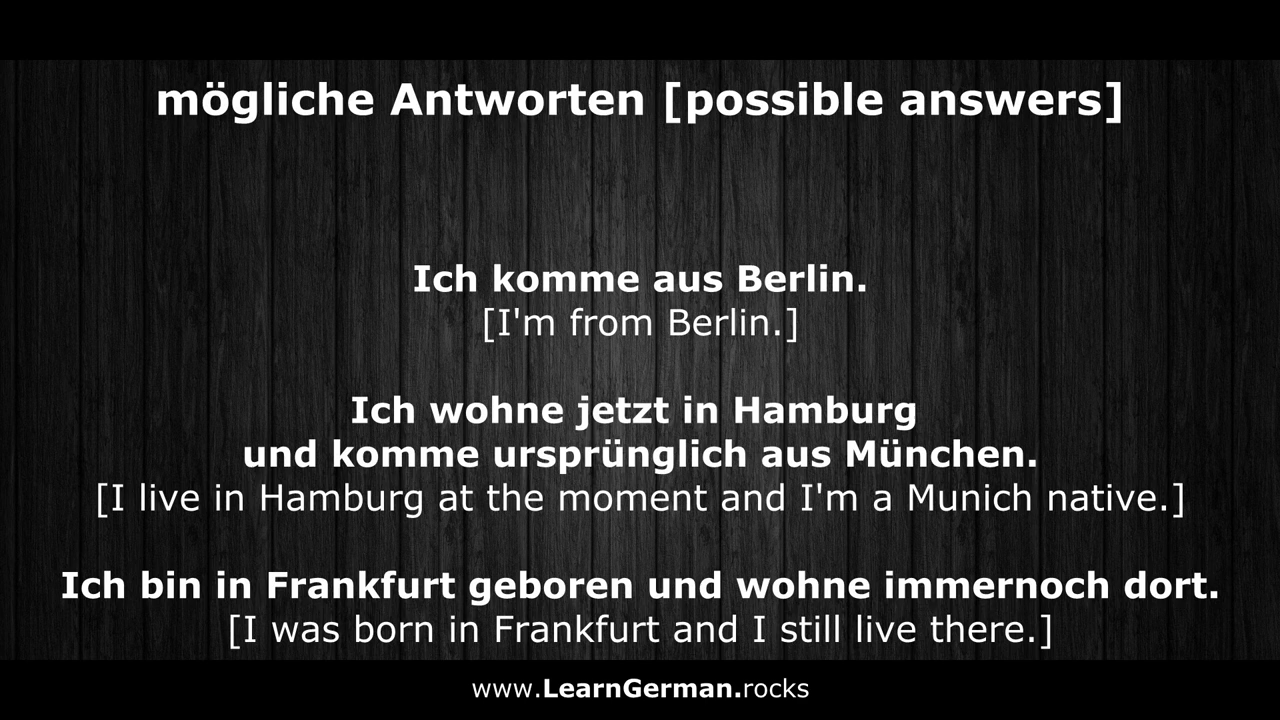 mögliche Antworten [possible answers]
Ich komme aus Berlin.
[I'm from Berlin.]
Ich wohne jetzt in Hamburg
und komme ursprünglich aus München.
[I live in Hamburg at the moment and I'm a Munich native.]
Ich bin in Frankfurt geboren und wohne immernoch dort.
[I was born in Frankfurt and I still live there.]
www.LearnGerman.rocks